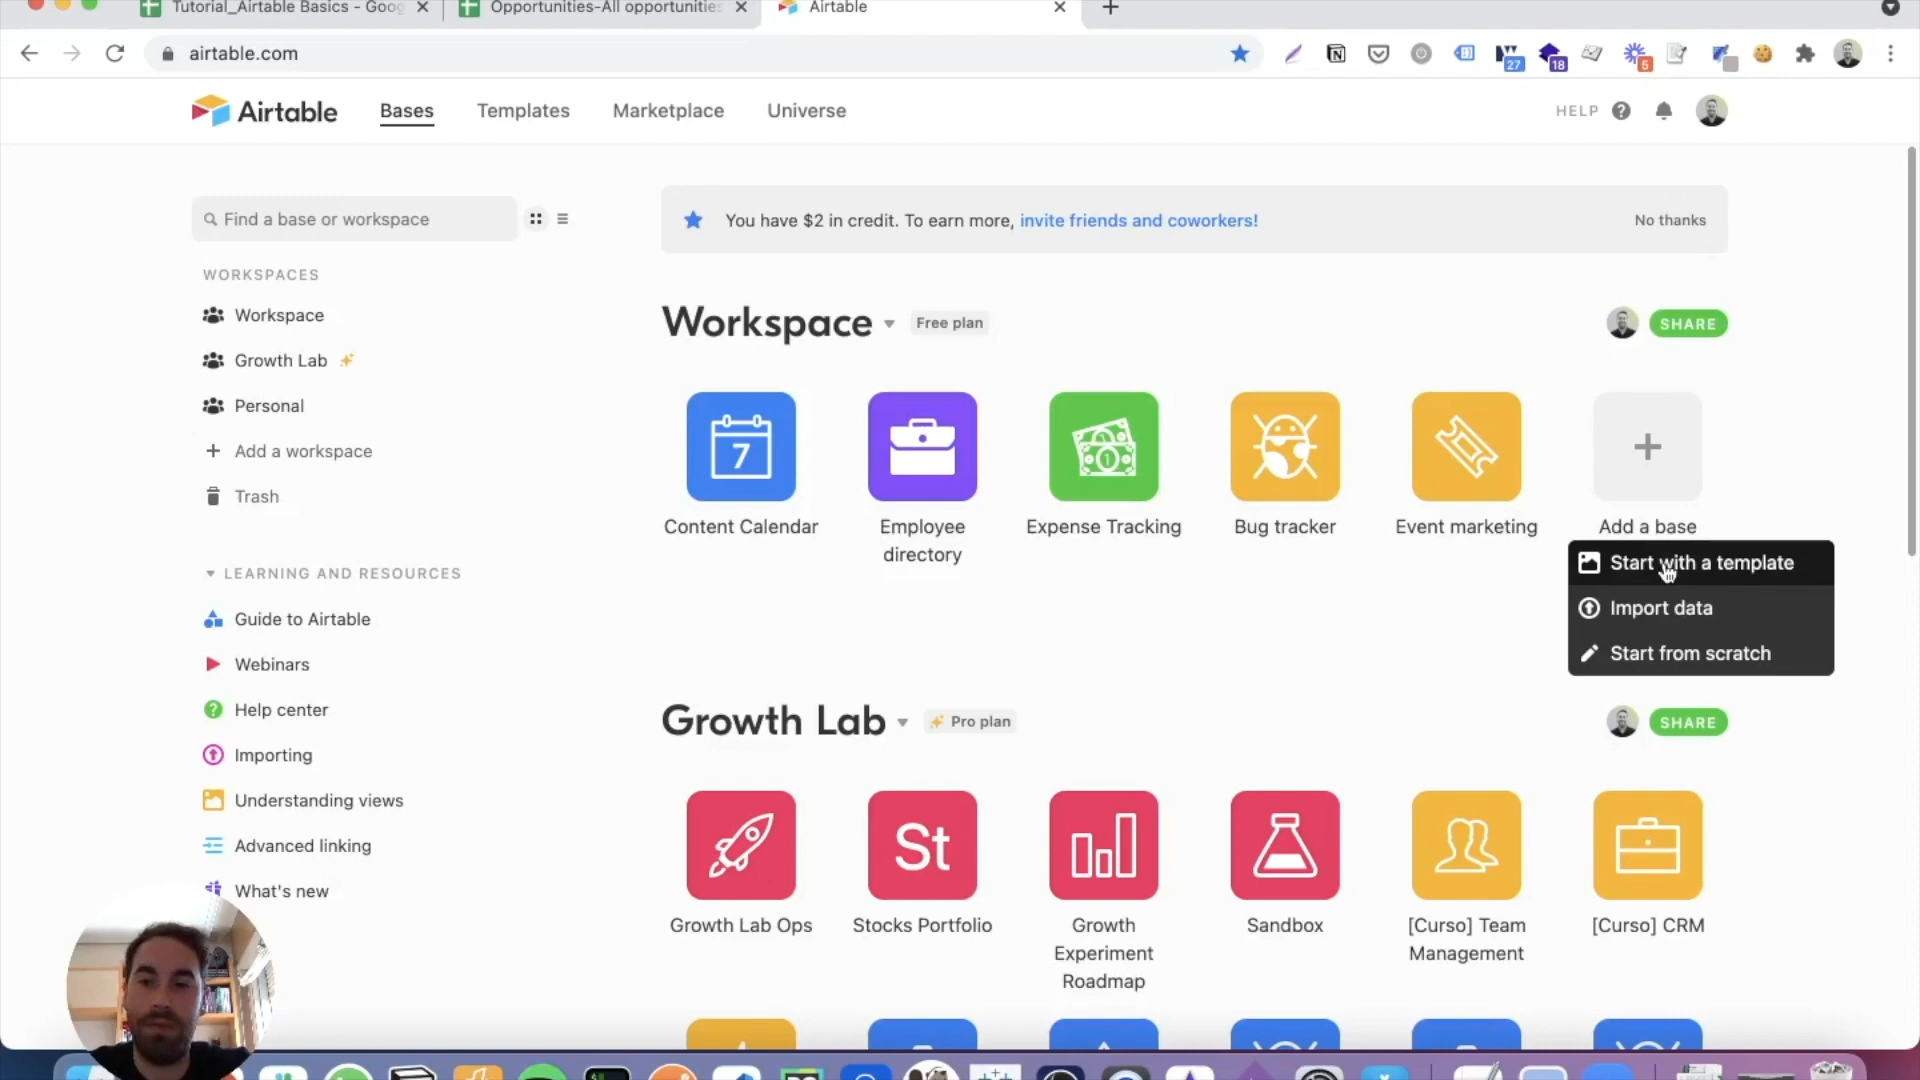 Tutorial_Airtable Basics - Goog
Opportunities-All opportunities
Airtable
airtable.com
27
18
5
Airtable
Bases
Templates
Marketplace
Universe
HELP
Find a base or workspace
You have $2 in credit. To earn more, invite friends and coworkers!
No thanks
WORKSPACES
Workspace
Growth Lab
Personal
Add a workspace
Trash
LEARNING AND RESOURCES
Guide to Airtable
Webinars
Help center
Importing
Understanding views
Advanced linking
What's new
Workspace
Free plan
SHARE
7
Content Calendar
Employee
directory
Expense Tracking
Bug tracker
Event marketing
Add a base
Start with a template
Import data
Start from scratch
Growth Lab
Pro plan
SHARE
St
Growth Lab Ops
Stocks Portfolio
Growth
Experiment
Roadmap
Sandbox
[Curso] Team
Management
[Curso] CRM